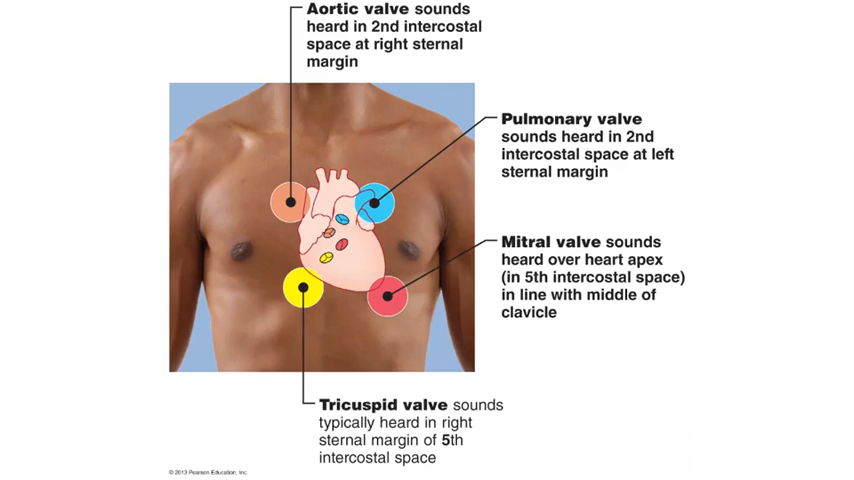 Aortic valve sounds
heard in 2nd intercostal
space at right sternal
margin
Pulmonary valve
sounds heard in 2nd
intercostal space at left
sternal margin
Mitral valve sounds
heard over heart apex
(in 5th intercostal space)
in line with middle of
clavicle
Tricuspid valve sounds
typically heard in right
sternal margin of 5th
intercostal space
© 2013 Pearson Education, Inc.